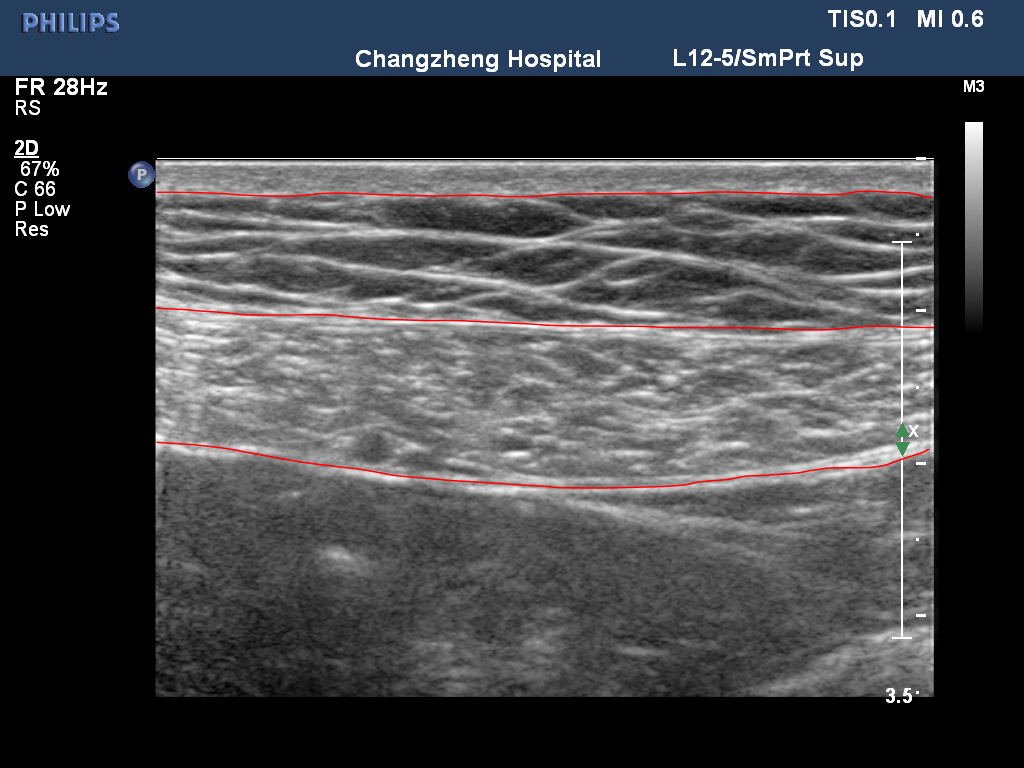 PHILIPS
TIS0.1 MI 0.6
Changzheng Hospital
L12-5/SmPrt Sup
FR 28Hz
RS
M3
2D
67%
C 66
P Low
Res
P
X
3.5